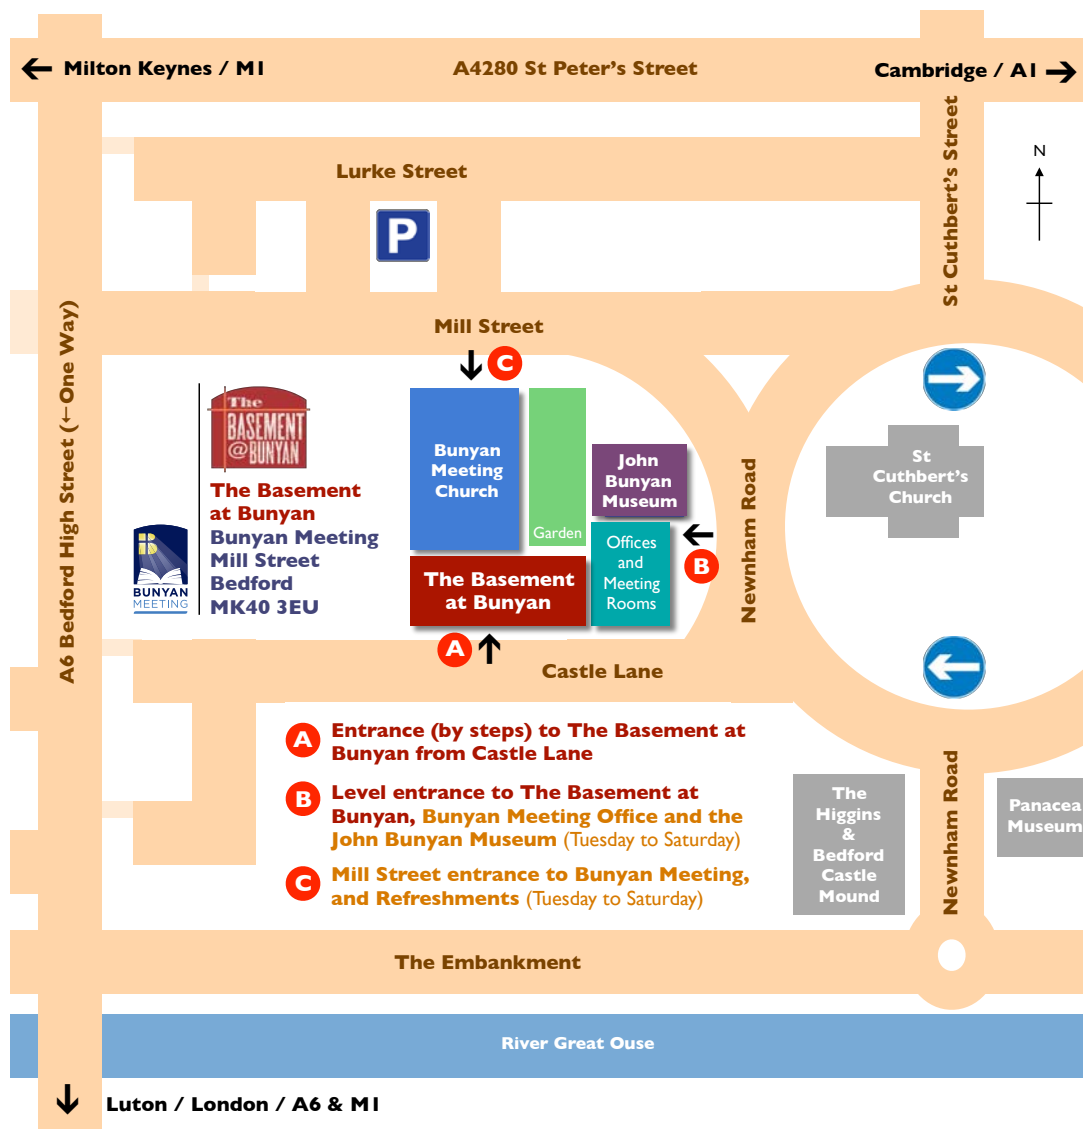 Milton Keynes / M1
A4280 St Peter's Street
Cambridge / A1
St Cuthbert's Street
N
Lurke Street
P
Mill Street
C
A6 Bedford High Street (←One Way)
The
BASEMENT
@BUNYAN
The Basement
at Bunyan
Bunyan Meeting
Mill Street
Bedford
MK40 3EU
B
BUNYAN
MEETING
Bunyan
Meeting
Church
Garden
John
Bunyan
Museum
Offices
and
Meeting
Rooms
B
The Basement
at Bunyan
A
Newnham Road
St
Cuthbert's
Church
Castle Lane
A
Entrance (by steps) to The Basement at
Bunyan from Castle Lane
B
Level entrance to The Basement at
Bunyan, Bunyan Meeting Office and the
John Bunyan Museum (Tuesday to Saturday)
C
Mill Street entrance to Bunyan Meeting,
and Refreshments (Tuesday to Saturday)
The
Higgins
&
Bedford
Castle
Mound
Newnham Road
Panacea
Museum
The Embankment
River Great Ouse
Luton / London / A6 & M1